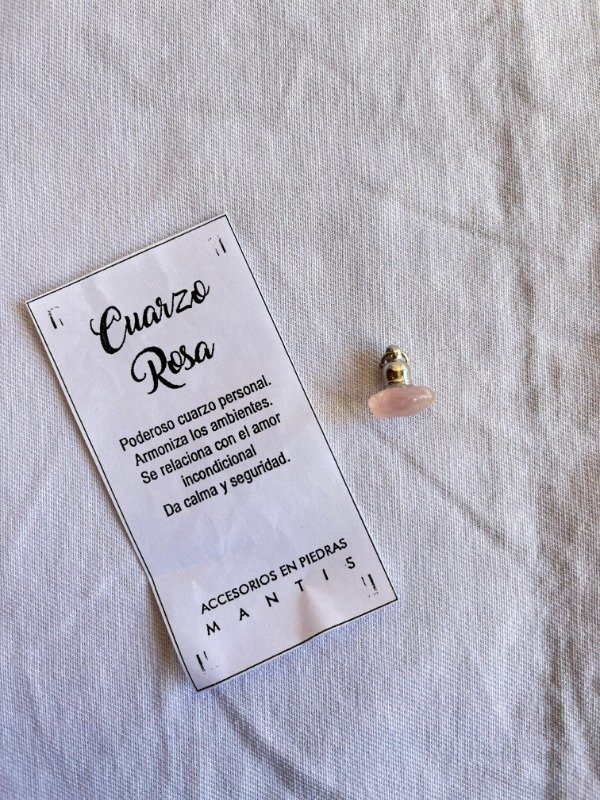 Cuarzo
Rosa
Poderoso cuarzo personal.
Armoniza los ambientes.
Se relaciona con el amor
incondicional
Da calma y seguridad.
ACCESORIOS EN PIEDRAS
MANTIS